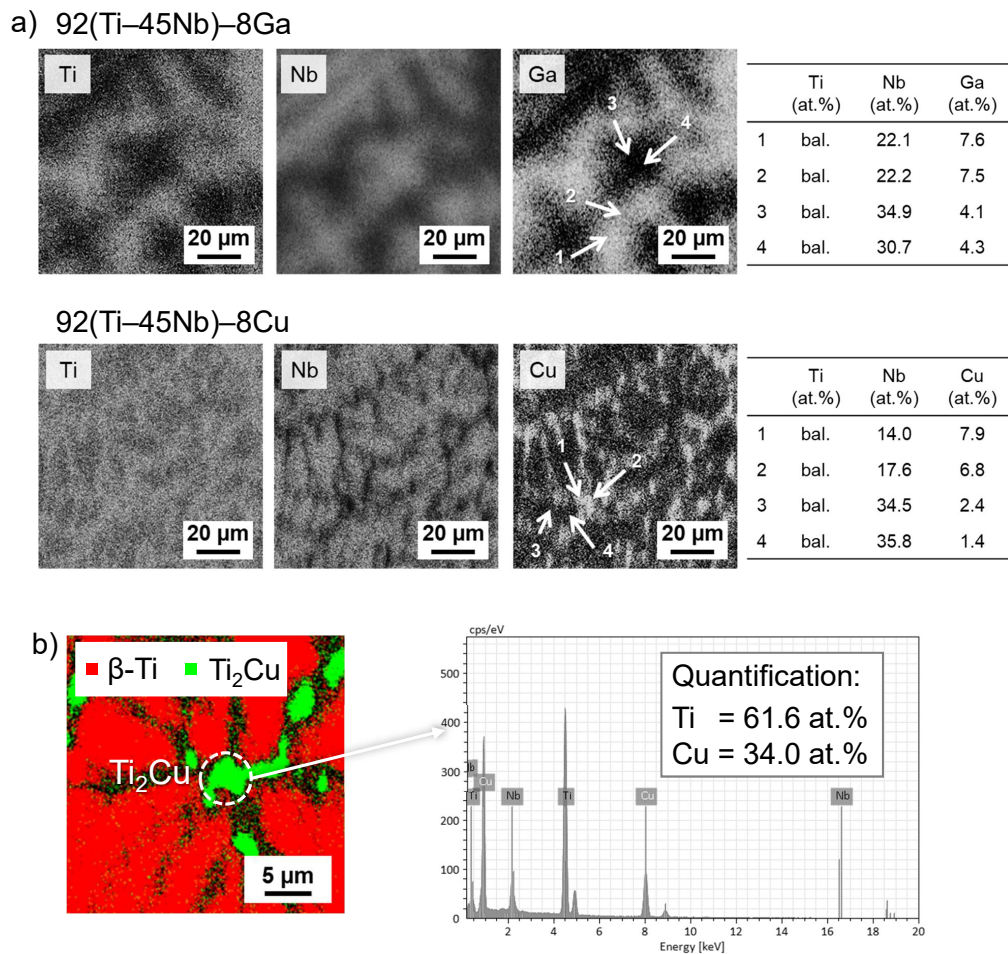 a) 92(Ti–45Nb)–8Ga
Ti
20 µm
Nb
20 µm
Ga
3
4
2
1
20 µm
Ti Nb Ga
(at.%) (at.%) (at.%)
1 bal. 22.1 7.6
2 bal. 22.2 7.5
3 bal. 34.9 4.1
4 bal. 30.7 4.3
92(Ti–45Nb)–8Cu
Ti
20 µm
Nb
20 µm
Cu
1
2
3
4
20 µm
Ti Nb Cu
(at.%) (at.%) (at.%)
1 bal. 14.0 7.9
2 bal. 17.6 6.8
3 bal. 34.5 2.4
4 bal. 35.8 1.4
b)
β-Ti Ti₂Cu
Ti₂Cu
5 µm
cps/eV
500
400
300
200
100
0
Ti
Cu
Nb
Ti
Cu
Nb
2 4 6 8 10 12 14 16 18 20
Energy [keV]
Quantification:
Ti = 61.6 at.%
Cu = 34.0 at.%